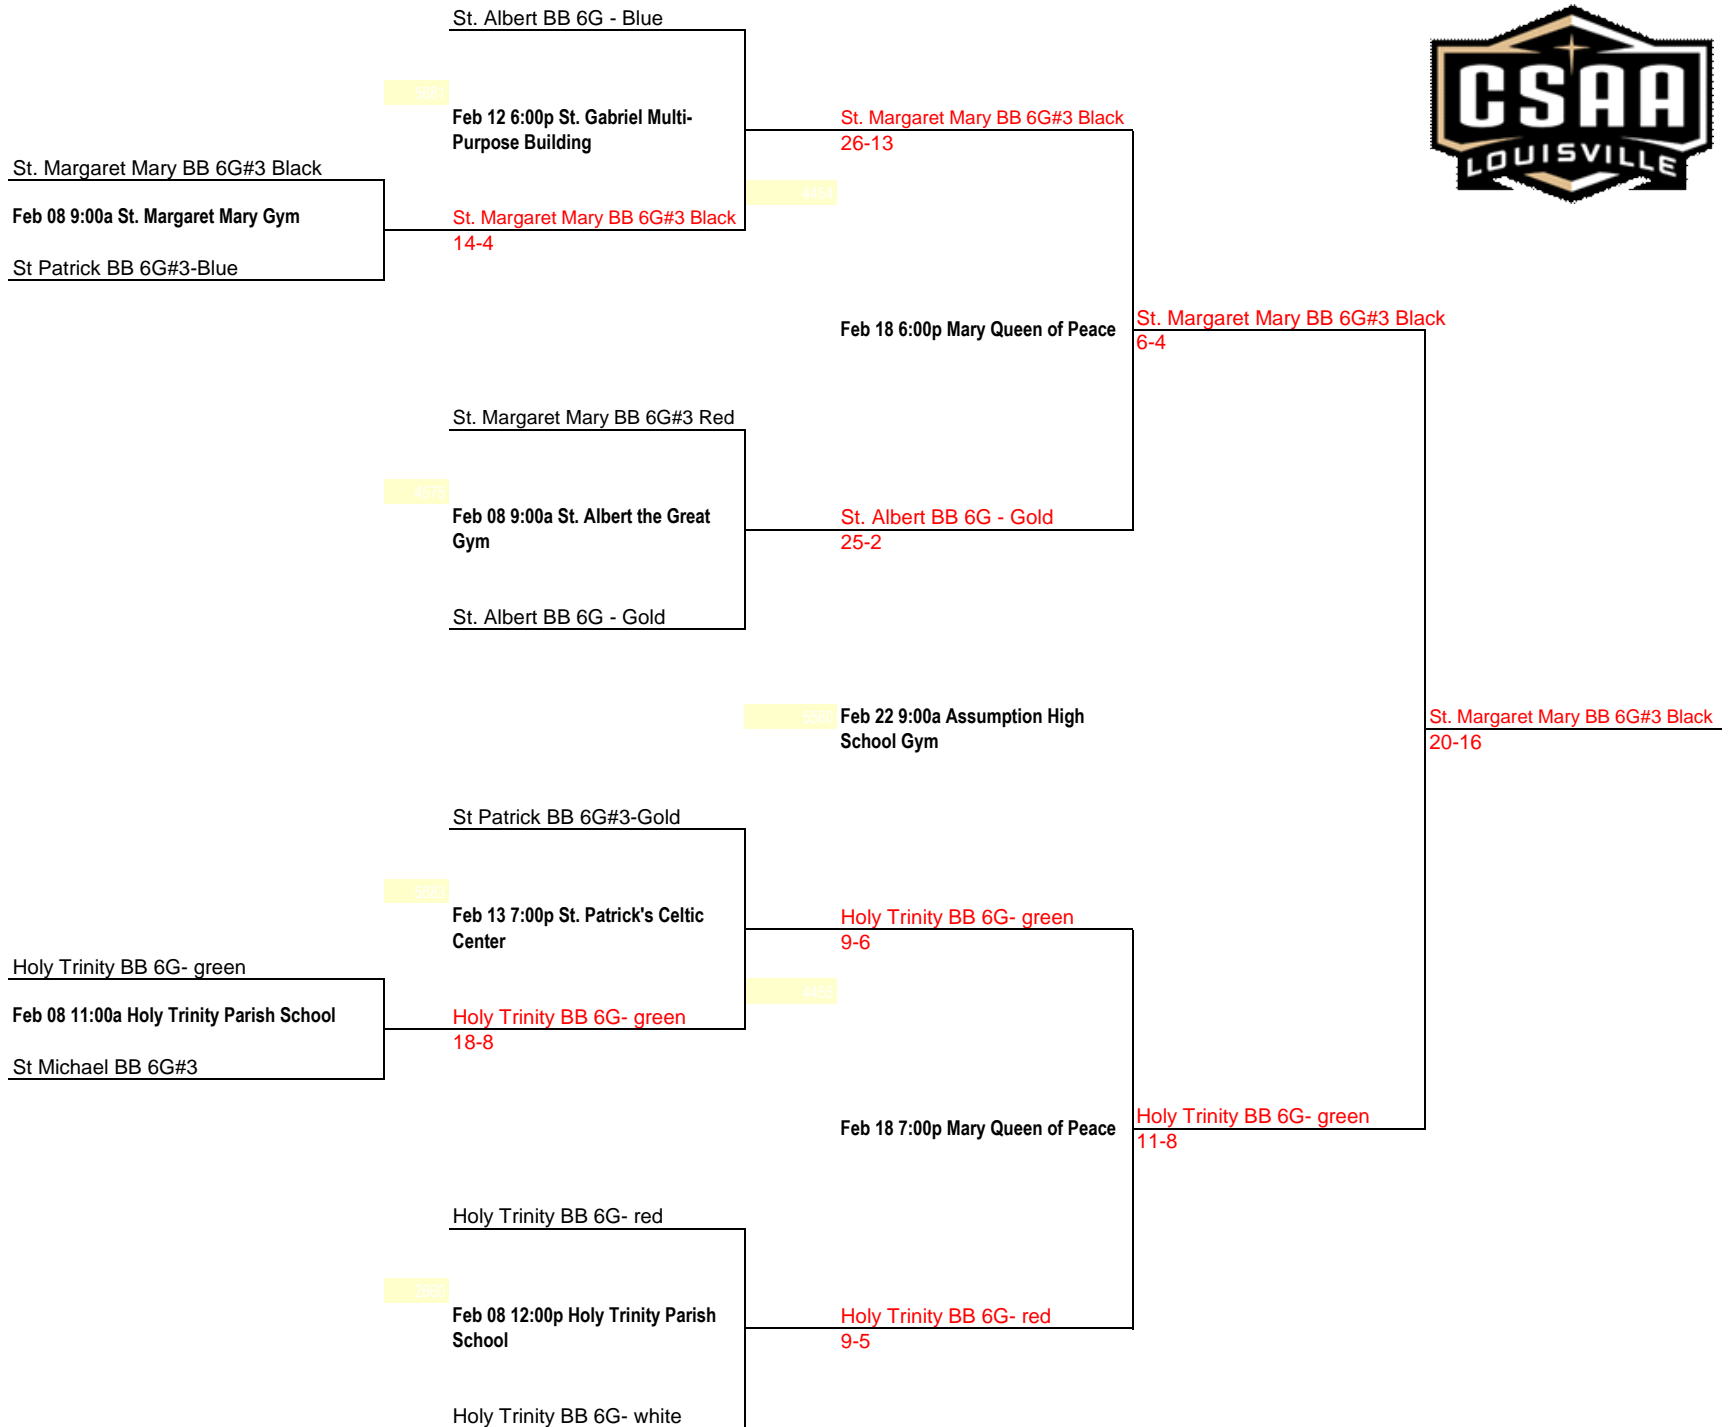 St. Albert BB 6G - Blue
CSAA
LOUISVILLE
Feb 12 6:00p St. Gabriel Multi-
Purpose Building
St. Margaret Mary BB 6G#3 Black
26-13
St. Margaret Mary BB 6G#3 Black
Feb 08 9:00a St. Margaret Mary Gym
St. Margaret Mary BB 6G#3 Black
14-4
St Patrick BB 6G#3-Blue
Feb 18 6:00p Mary Queen of Peace
St. Margaret Mary BB 6G#3 Black
6-4
St. Margaret Mary BB 6G#3 Red
Feb 08 9:00a St. Albert the Great
Gym
St. Albert BB 6G - Gold
25-2
St. Albert BB 6G - Gold
Feb 22 9:00a Assumption High
School Gym
St. Margaret Mary BB 6G#3 Black
20-16
St Patrick BB 6G#3-Gold
Feb 13 7:00p St. Patrick's Celtic
Center
Holy Trinity BB 6G- green
9-6
Holy Trinity BB 6G- green
Feb 08 11:00a Holy Trinity Parish School
Holy Trinity BB 6G- green
18-8
St Michael BB 6G#3
Feb 18 7:00p Mary Queen of Peace
Holy Trinity BB 6G- green
11-8
Holy Trinity BB 6G- red
Feb 08 12:00p Holy Trinity Parish
School
Holy Trinity BB 6G- red
9-5
Holy Trinity BB 6G- white